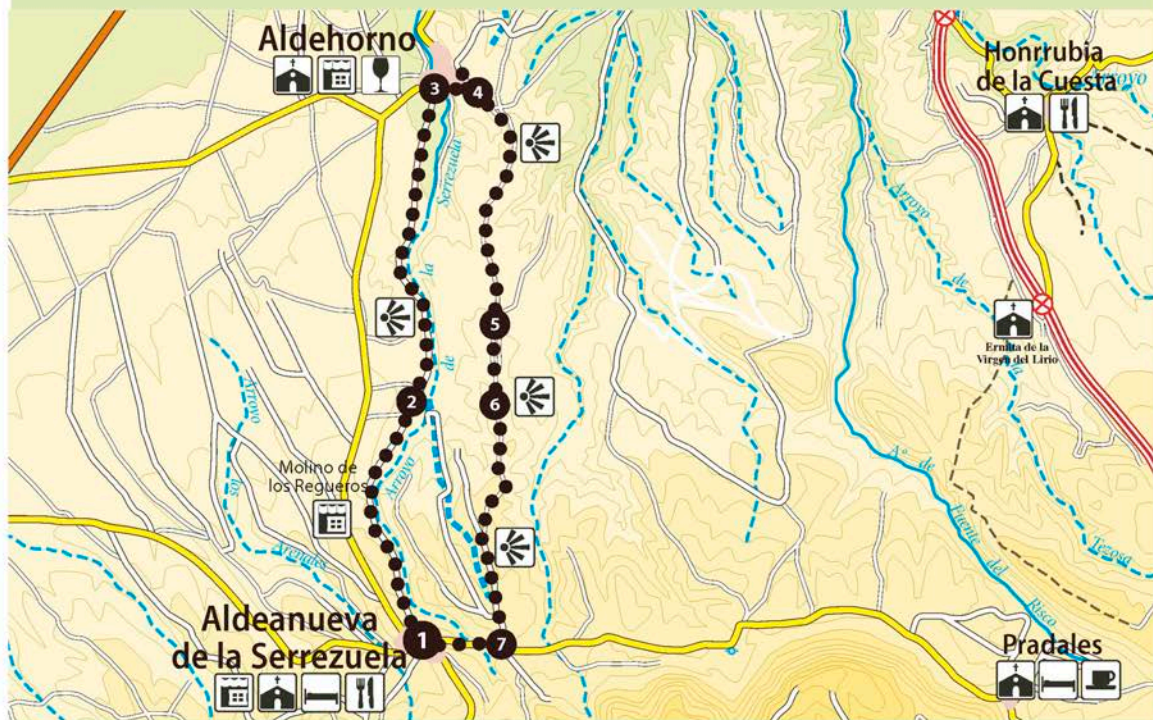 Aldehorno
Honrrubia
de la Cuesta
Arroyo
3
4
Serrezuela
la
de
Arroyo
5
2
6
Arroyo
de
la
Ermita de la
Virgen del Lirio
Tezosa
Molino de
los Regueros
Arroyo
los
Arenales
Aº de
Fuente del
Risco
Aldeanueva
de la Serrezuela
1
7
Pradales